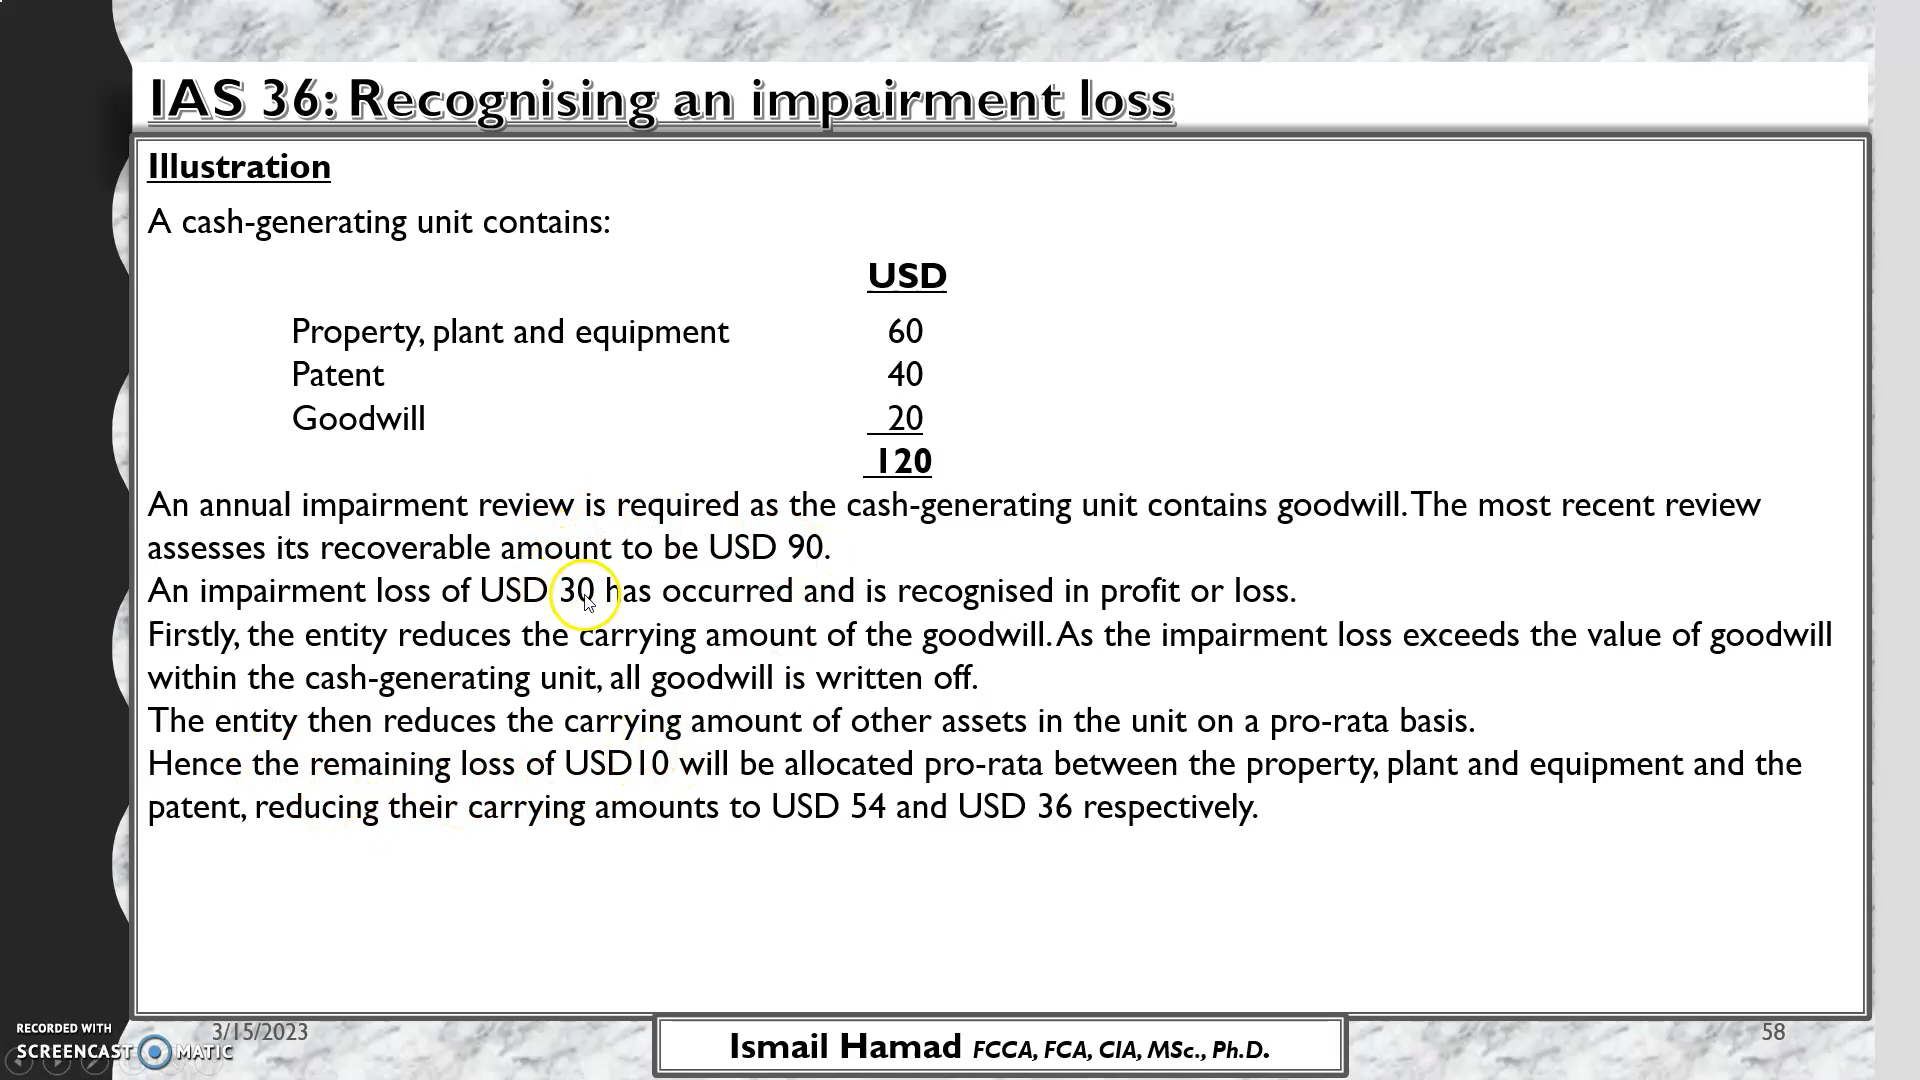 IAS 36: Recognising an impairment loss
Illustration
A cash-generating unit contains:
USD
Property, plant and equipment 60
Patent 40
Goodwill 20
120
An annual impairment review is required as the cash-generating unit contains goodwill. The most recent review
assesses its recoverable amount to be USD 90.
An impairment loss of USD 30 has occurred and is recognised in profit or loss.
Firstly, the entity reduces the carrying amount of the goodwill. As the impairment loss exceeds the value of goodwill
within the cash-generating unit, all goodwill is written off.
The entity then reduces the carrying amount of other assets in the unit on a pro-rata basis.
Hence the remaining loss of USD10 will be allocated pro-rata between the property, plant and equipment and the
patent, reducing their carrying amounts to USD 54 and USD 36 respectively.
RECORDED WITH
SCREENCAST MATIC
3/15/2023
Ismail Hamad FCCA, FCA, CIA, MSc., Ph.D.
58